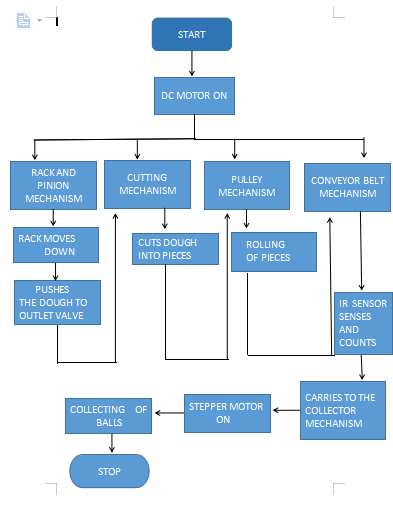 START
DC MOTOR ON
RACK AND
PINION
MECHANISM
CUTTING
MECHANISM
PULLEY
MECHANISM
CONVEYOR BELT
MECHANISM
RACK MOVES
DOWN
CUTS DOUGH
INTO PIECES
ROLLING
OF PIECES
PUSHES
THE DOUGH TO
OUTLET VALVE
IR SENSOR
SENSES
AND
COUNTS
CARRIES TO THE
COLLECTOR
MECHANISM
STEPPER MOTOR
ON
COLLECTING OF
BALLS
STOP